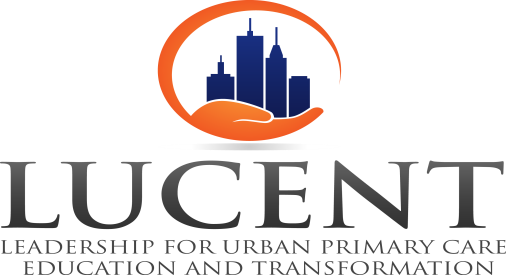 LUCENT
LEADERSHIP FOR URBAN PRIMARY CARE
EDUCATION AND TRANSFORMATION